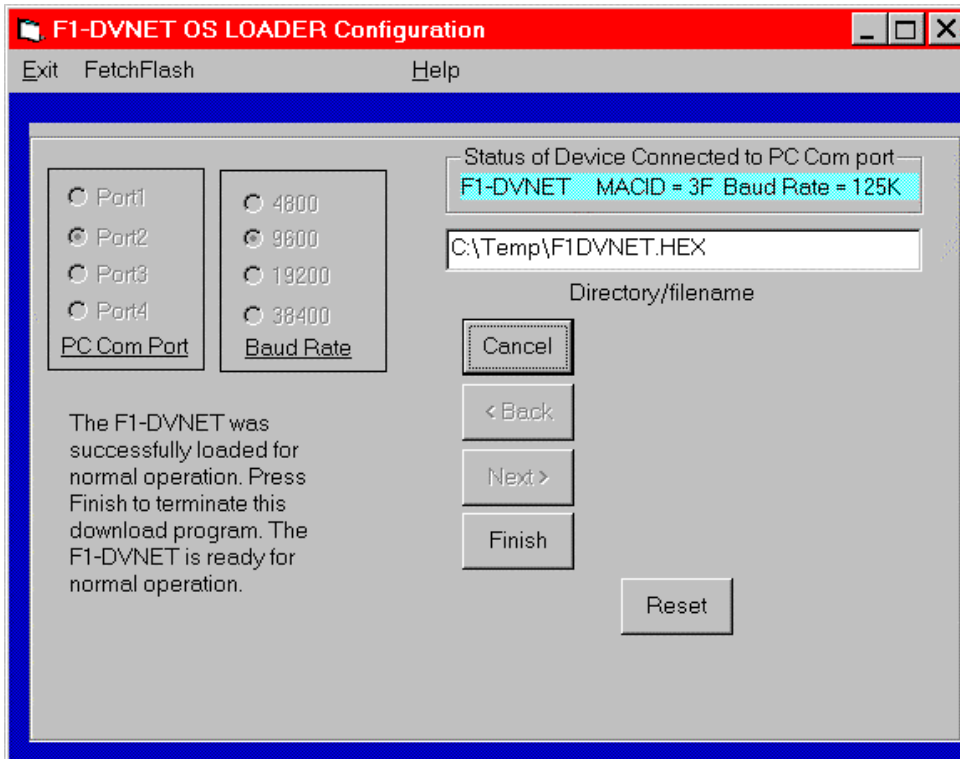 F1-DVNET OS LOADER Configuration
Exit FetchFlash Help
Port1
Port2
Port3
Port4
PC Com Port
4800
9600
19200
38400
Baud Rate
Status of Device Connected to PC Com port
F1-DVNET MACID = 3F Baud Rate = 125K
C:\Temp\F1DVNET.HEX
Directory/filename
The F1-DVNET was
successfully loaded for
normal operation. Press
Finish to terminate this
download program. The
F1-DVNET is ready for
normal operation.
Cancel
< Back
Next >
Finish
Reset